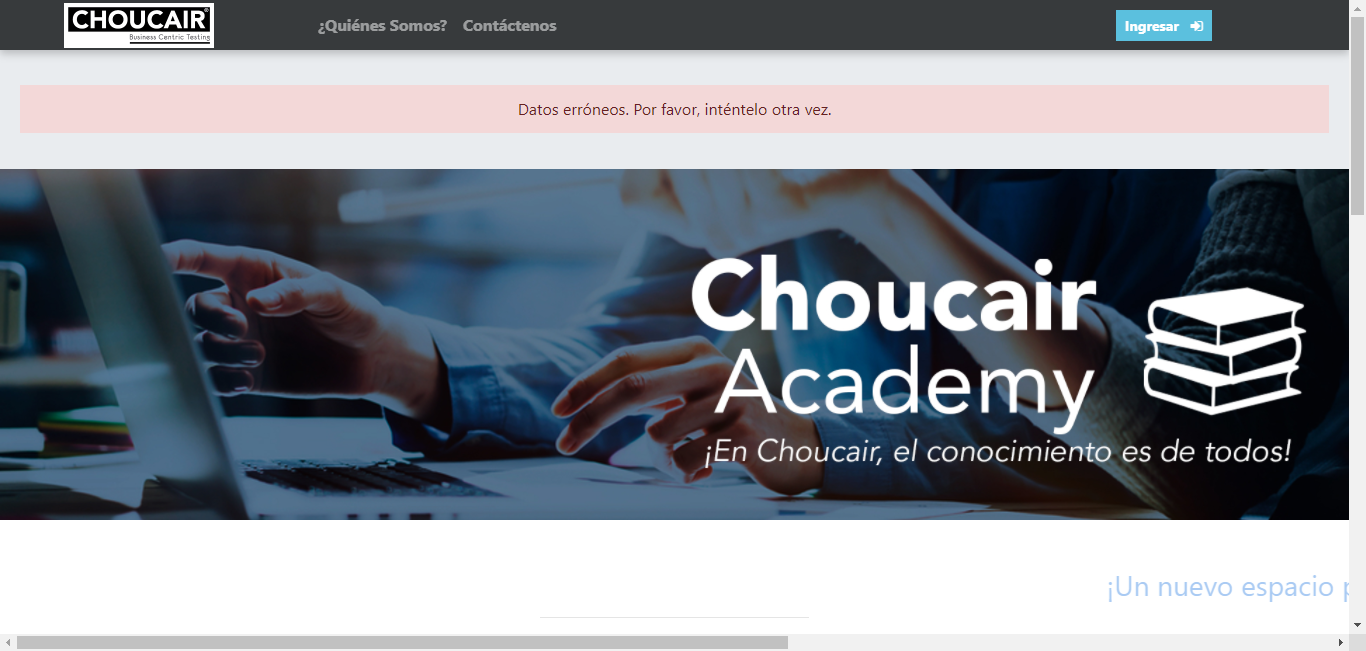 CHOUCAIR
Business Centric Testing
¿Quiénes Somos?
Contáctenos
Ingresar
Datos erróneos. Por favor, inténtelo otra vez.
Choucair
Academy
¡En Choucair, el conocimiento es de todos!
¡Un nuevo espacio